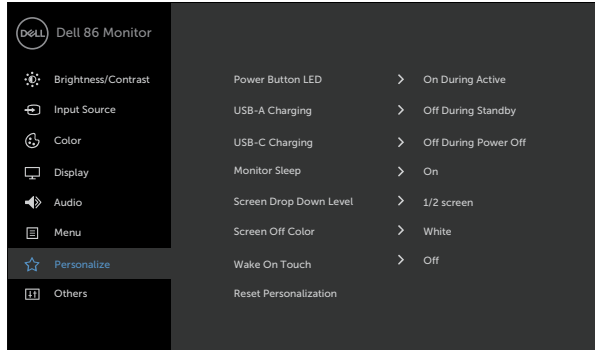 DELL Dell 86 Monitor
Brightness/Contrast
Input Source
Color
Display
Audio
Menu
Personalize
Others
Power Button LED On During Active
USB-A Charging Off During Standby
USB-C Charging Off During Power Off
Monitor Sleep On
Screen Drop Down Level 1/2 screen
Screen Off Color White
Wake On Touch Off
Reset Personalization